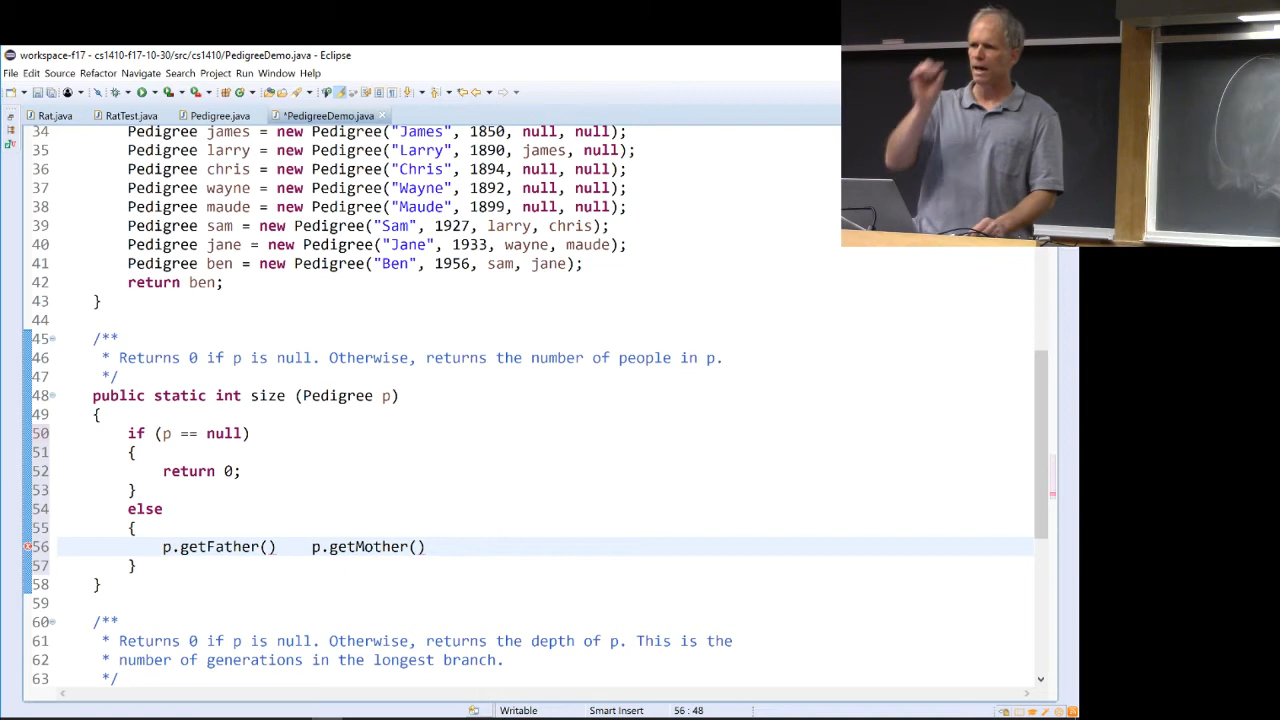 workspace-f17 - cs1410-f17-10-30/src/cs1410/PedigreeDemo.java - Eclipse
File Edit Source Refactor Navigate Search Project Run Window Help
Rat.java RatTest.java Pedigree.java *PedigreeDemo.java
34 Pedigree james = new Pedigree("James", 1850, null, null);
35 Pedigree larry = new Pedigree("Larry", 1890, james, null);
36 Pedigree chris = new Pedigree("Chris", 1894, null, null);
37 Pedigree wayne = new Pedigree("Wayne", 1892, null, null);
38 Pedigree maude = new Pedigree("Maude", 1899, null, null);
39 Pedigree sam = new Pedigree("Sam", 1927, larry, chris);
40 Pedigree jane = new Pedigree("Jane", 1933, wayne, maude);
41 Pedigree ben = new Pedigree("Ben", 1956, sam, jane);
42 return ben;
43 }
44
45 /**
46 * Returns 0 if p is null. Otherwise, returns the number of people in p.
47 */
48 public static int size (Pedigree p)
49 {
50 if (p == null)
51 {
52 return 0;
53 }
54 else
55 {
56 p.getFather() p.getMother()
57 }
58 }
59
60 /**
61 * Returns 0 if p is null. Otherwise, returns the depth of p. This is the
62 * number of generations in the longest branch.
63 */
Writable Smart Insert 56 : 48